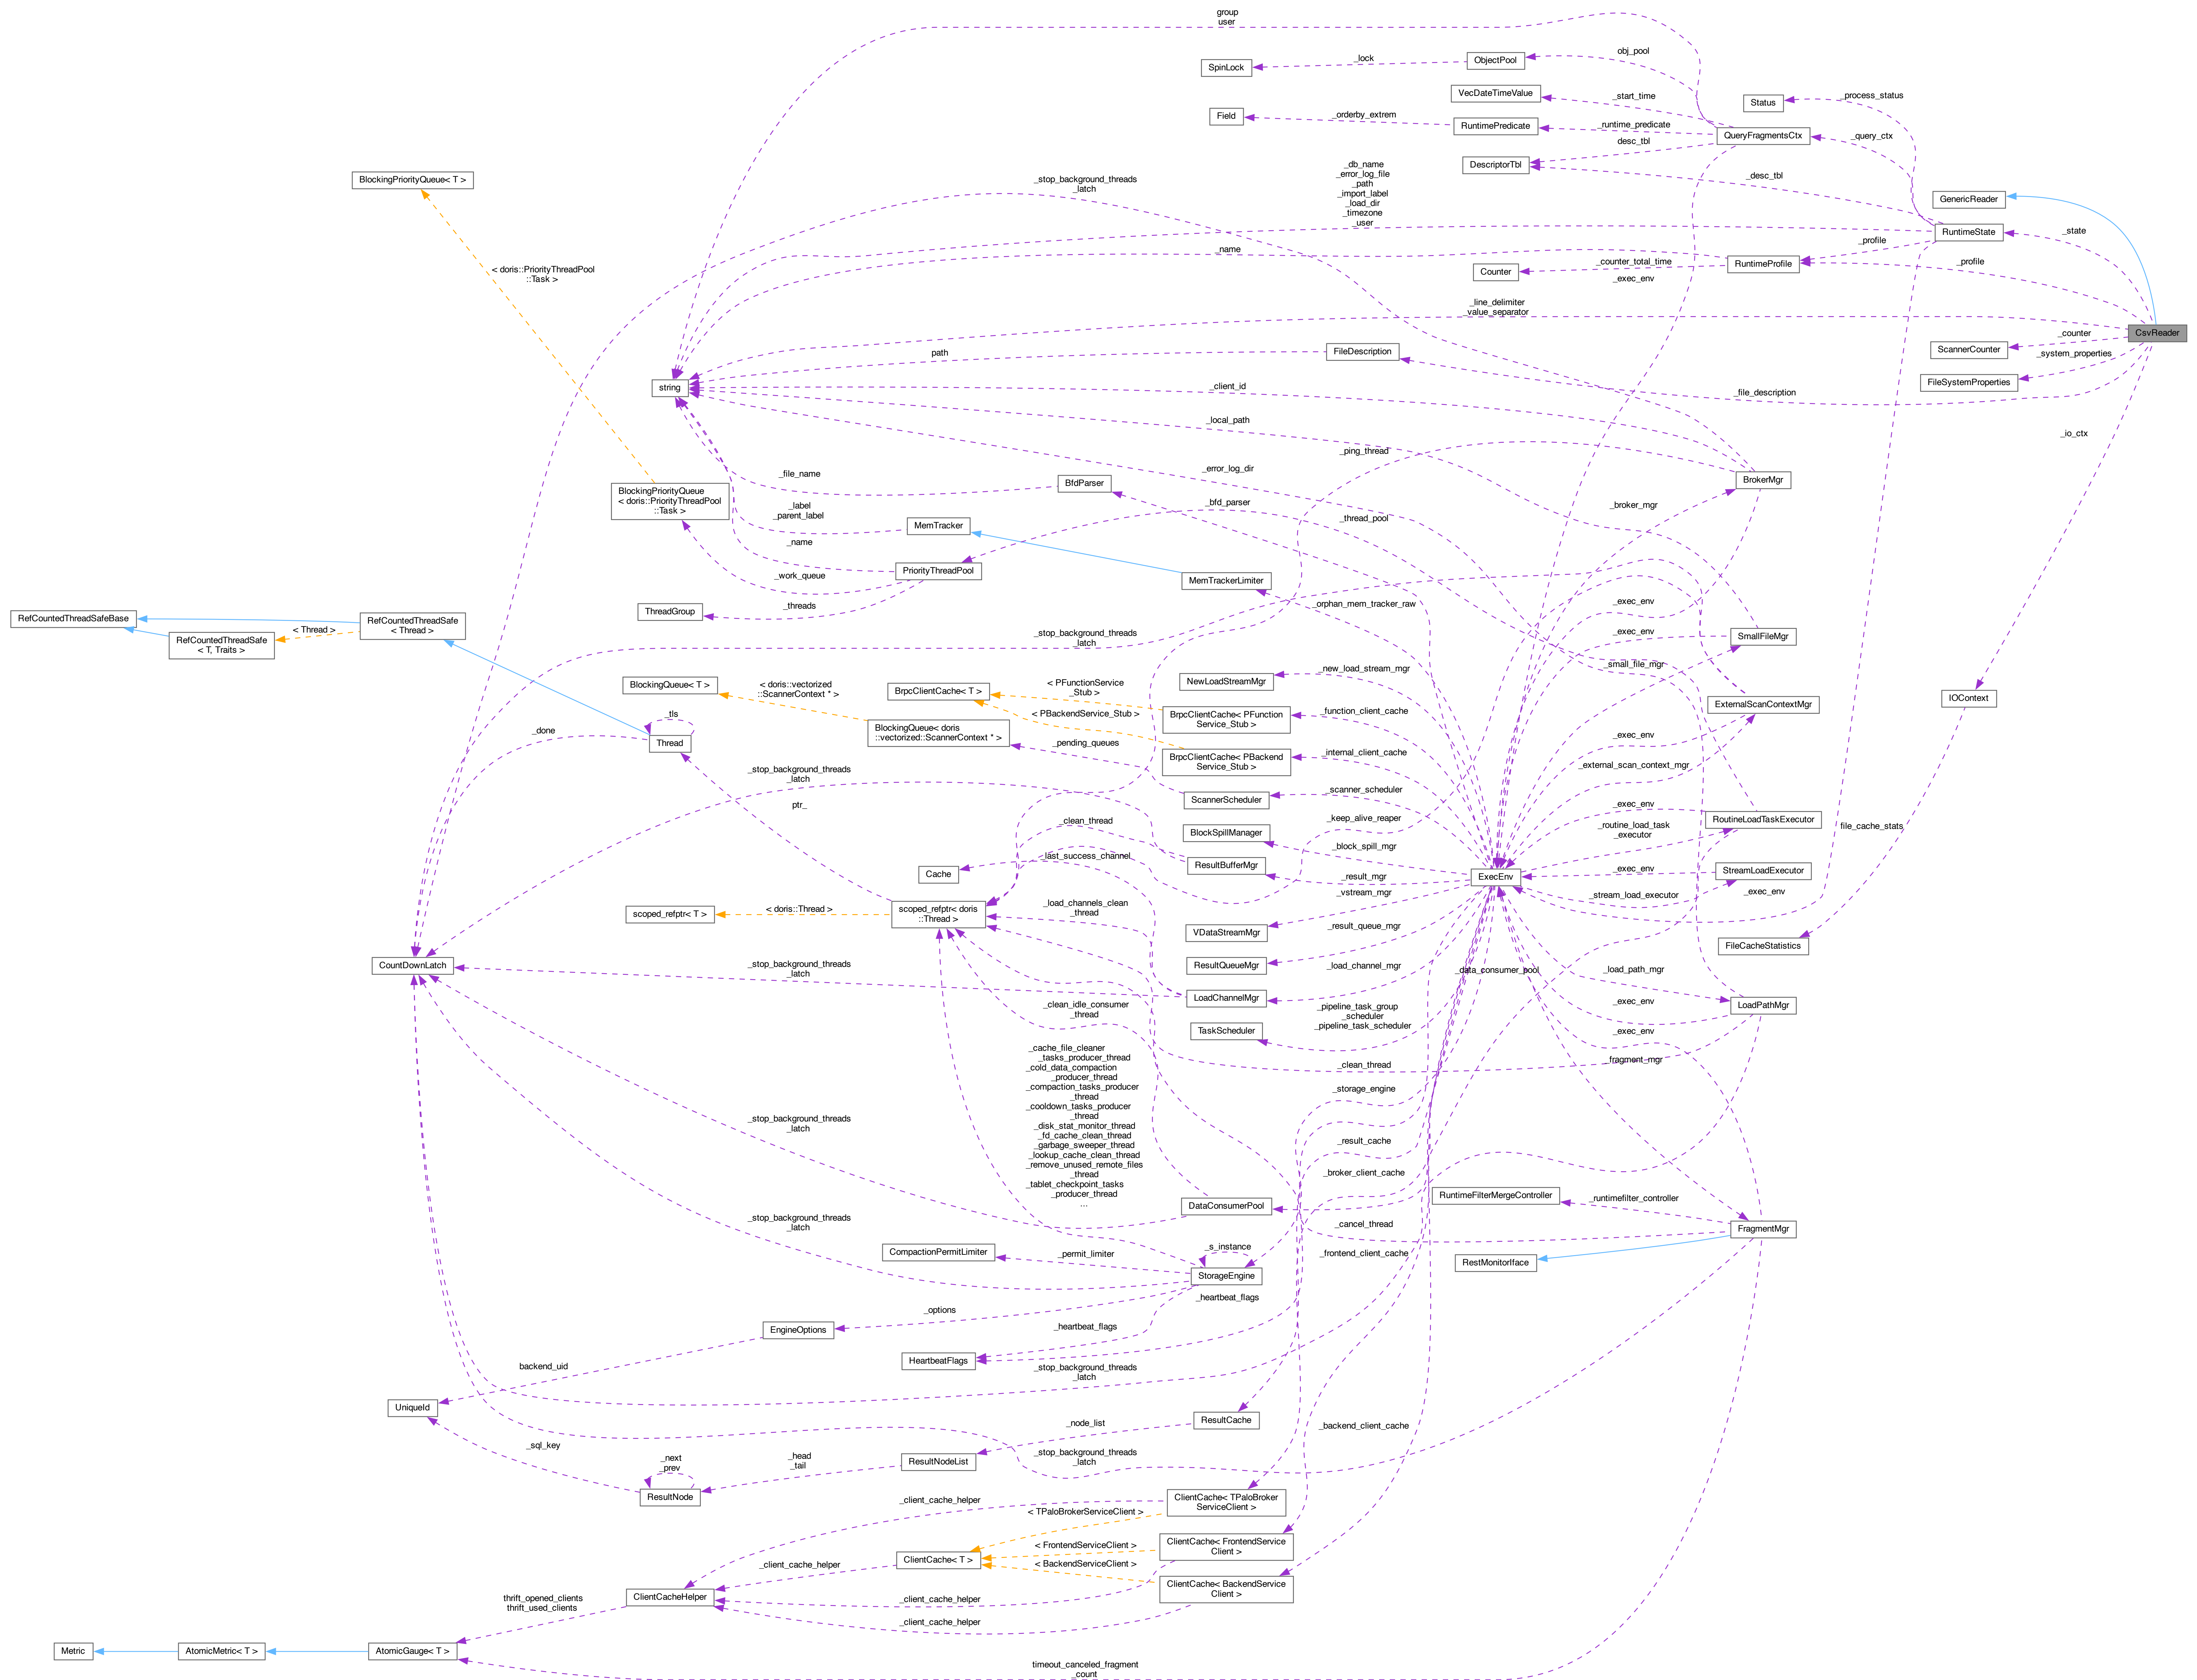 group
user
obj_pool
ObjectPool
_lock
SpinLock
VecDateTimeValue
_start_time
Status
_process_status
Field
_orderby_extrem
RuntimePredicate
_runtime_predicate
QueryFragmentsCtx
_query_ctx
desc_tbl
DescriptorTbl
_desc_tbl
BlockingPriorityQueue< T >
_stop_background_threads
_latch
_db_name
_error_log_file
_path
_import_label
_load_dir
_timezone
_user
GenericReader
RuntimeState
_state
_name
_profile
RuntimeProfile
_counter_total_time
Counter
_profile
_exec_env
< doris::PriorityThreadPool
::Task >
_line_delimiter
_value_separator
CsvReader
_counter
ScannerCounter
_system_properties
FileSystemProperties
path
FileDescription
string
_client_id
_file_description
_local_path
_io_ctx
_ping_thread
_error_log_dir
_file_name
BfdParser
BrokerMgr
BlockingPriorityQueue
< doris::PriorityThreadPool
::Task >
_label
_parent_label
_bfd_parser
_broker_mgr
_thread_pool
MemTracker
_name
PriorityThreadPool
_work_queue
MemTrackerLimiter
_threads
ThreadGroup
_orphan_mem_tracker_raw
_exec_env
RefCountedThreadSafeBase
RefCountedThreadSafe
< Thread >
< Thread >
RefCountedThreadSafe
< T, Traits >
_stop_background_threads
_latch
_exec_env
SmallFileMgr
_small_file_mgr
_new_load_stream_mgr
NewLoadStreamMgr
BlockingQueue< T >
< doris::vectorized
::ScannerContext * >
BrpcClientCache< T >
< PFunctionService
_Stub >
< PBackendService_Stub >
BrpcClientCache< PFunction
Service_Stub >
_function_client_cache
IOContext
ExternalScanContextMgr
_tls
_done
Thread
BlockingQueue< doris
::vectorized::ScannerContext * >
_pending_queues
BrpcClientCache< PBackend
Service_Stub >
_internal_client_cache
_exec_env
_external_scan_context_mgr
_stop_background_threads
_latch
ptr_
ScannerScheduler
_scanner_scheduler
_exec_env
RoutineLoadTaskExecutor
file_cache_stats
_keep_alive_reaper
_clean_thread
BlockSpillManager
_block_spill_mgr
_routine_load_task
_executor
_last_success_channel
Cache
ResultBufferMgr
_result_mgr
ExecEnv
_exec_env
StreamLoadExecutor
_vstream_mgr
_stream_load_executor
_exec_env
scoped_refptr< T >
< doris::Thread >
scoped_refptr< doris
::Thread >
_load_channels_clean
_thread
VDataStreamMgr
_result_queue_mgr
FileCacheStatistics
CountDownLatch
_stop_background_threads
_latch
ResultQueueMgr
_load_channel_mgr
_data_consumer_pool
_load_path_mgr
LoadChannelMgr
_clean_idle_consumer
_thread
_pipeline_task_group
_scheduler
_pipeline_task_scheduler
_exec_env
LoadPathMgr
TaskScheduler
_exec_env
_cache_file_cleaner
_tasks_producer_thread
_cold_data_compaction
_producer_thread
_compaction_tasks_producer
_thread
_cooldown_tasks_producer
_thread
_disk_stat_monitor_thread
_fd_cache_clean_thread
_garbage_sweeper_thread
_lookup_cache_clean_thread
_remove_unused_remote_files
_thread
_tablet_checkpoint_tasks
_producer_thread
...
_clean_thread
_fragment_mgr
_storage_engine
_stop_background_threads
_latch
_result_cache
_broker_client_cache
RuntimeFilterMergeController
_runtimefilter_controller
DataConsumerPool
_stop_background_threads
_latch
_cancel_thread
FragmentMgr
CompactionPermitLimiter
_permit_limiter
_s_instance
_frontend_client_cache
RestMonitorIface
StorageEngine
_options
_heartbeat_flags
EngineOptions
_heartbeat_flags
HeartbeatFlags
backend_uid
_stop_background_threads
_latch
UniqueId
ResultCache
_node_list
_backend_client_cache
_sql_key
_next
_prev
_head
_tail
ResultNodeList
_stop_background_threads
_latch
ResultNode
_client_cache_helper
ClientCache< TPaloBroker
ServiceClient >
< TPaloBrokerServiceClient >
< FrontendServiceClient >
ClientCache< FrontendService
Client >
ClientCache< T >
_client_cache_helper
< BackendServiceClient >
ClientCache< BackendService
Client >
ClientCacheHelper
thrift_opened_clients
thrift_used_clients
_client_cache_helper
_client_cache_helper
Metric
AtomicMetric< T >
AtomicGauge< T >
timeout_canceled_fragment
_count